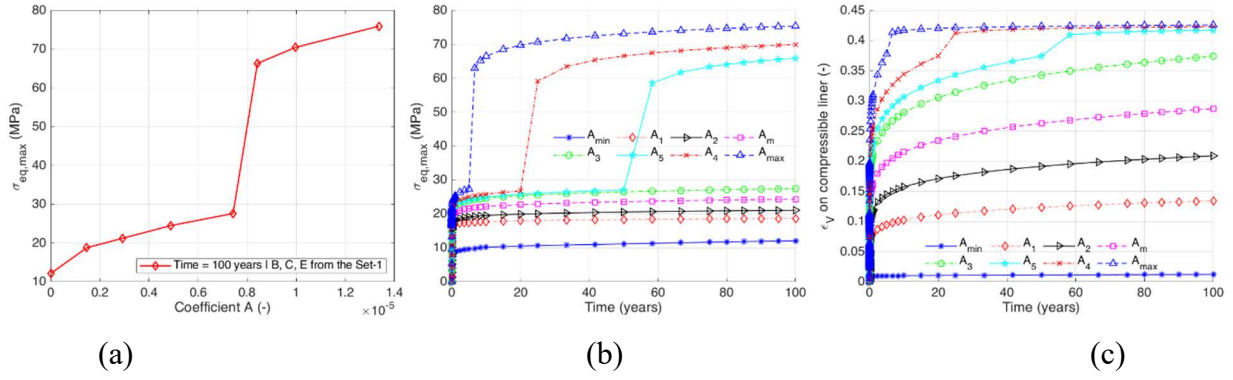 80
70
60
50
40
30
20
10
σeq,max (MPa)
0 0.2 0.4 0.6 0.8 1 1.2 1.4
×10⁻⁵
Coefficient A (-)
Time = 100 years | B, C, E from the Set-1
(a)
80
70
60
50
40
30
20
10
0
σeq,max (MPa)
0 20 40 60 80 100
Time (years)
Amin A1 A2 Am
A3 A5 A4 Amax
(b)
0.45
0.4
0.35
0.3
0.25
0.2
0.15
0.1
0.05
0
ϵV on compressible liner (-)
0 20 40 60 80 100
Time (years)
Amin A1 A2 Am
A3 A5 A4 Amax
(c)